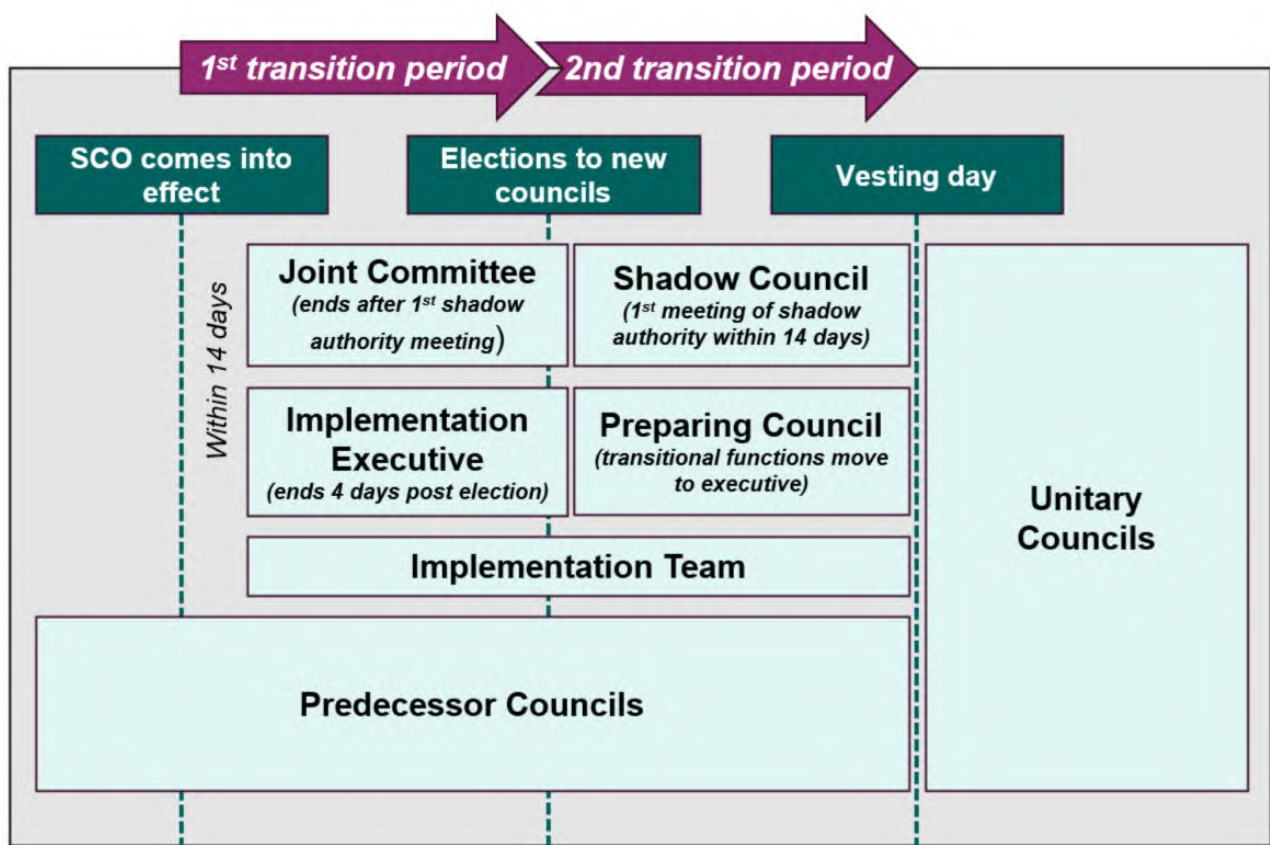 1st transition period
2nd transition period
SCO comes into
effect
Elections to new
councils
Vesting day
Within 14 days
Joint Committee
(ends after 1st shadow
authority meeting)
Shadow Council
(1st meeting of shadow
authority within 14 days)
Implementation
Executive
(ends 4 days post election)
Preparing Council
(transitional functions move
to executive)
Implementation Team
Unitary
Councils
Predecessor Councils